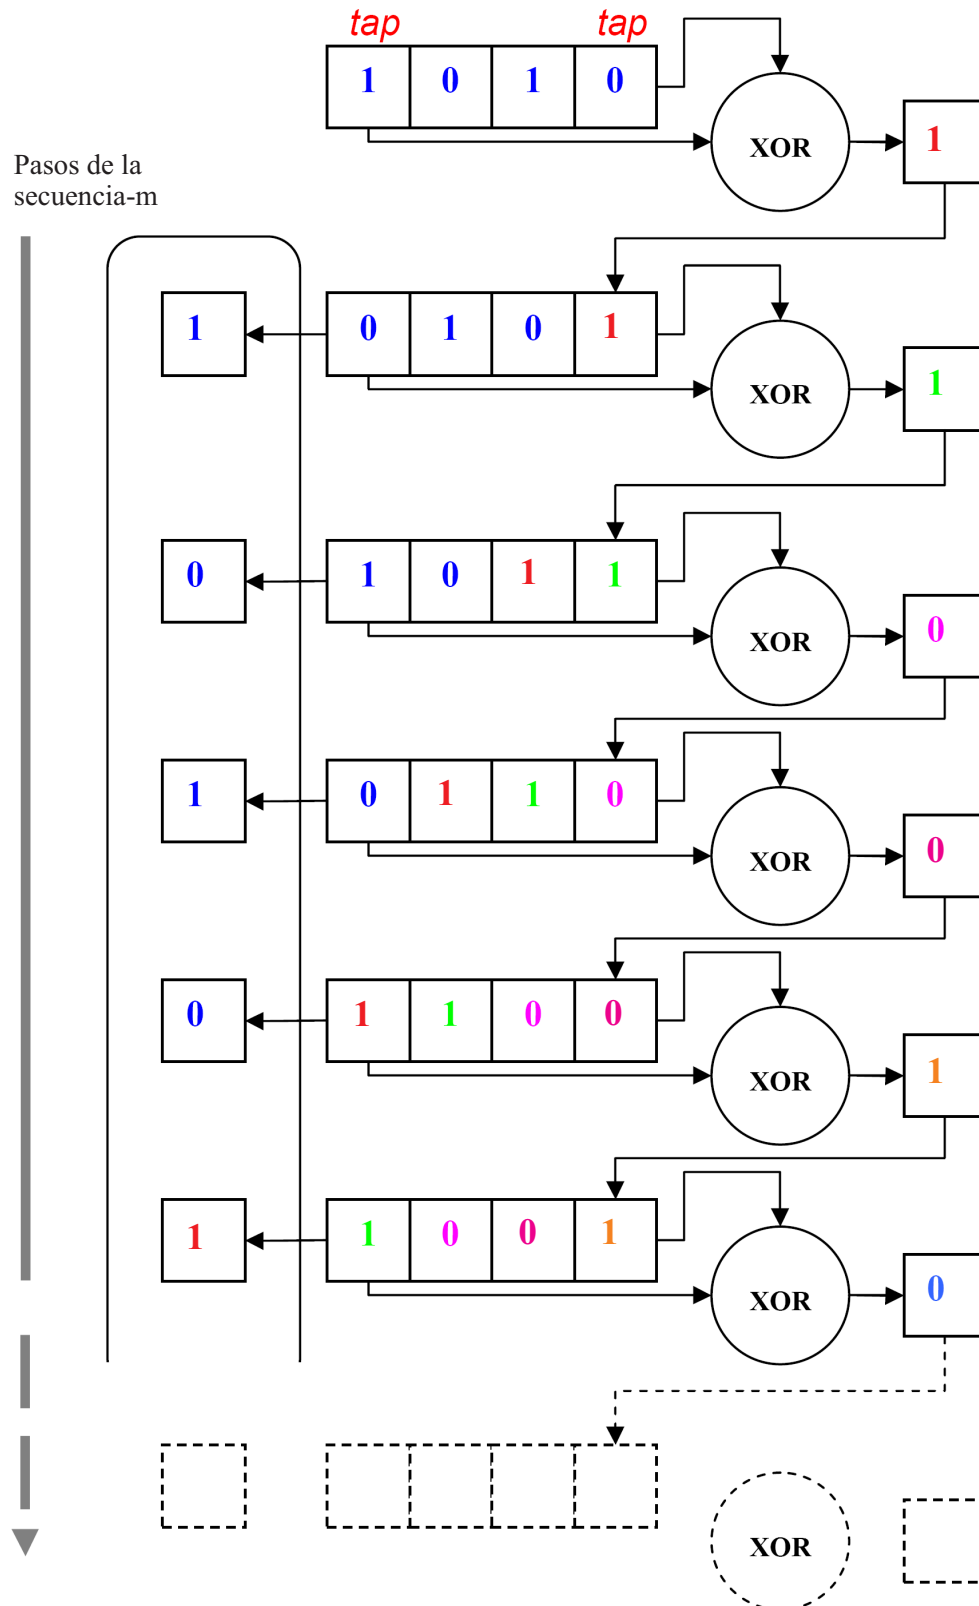 tap tap
1 0 1 0
XOR
1
Pasos de la
secuencia-m
1 0 1 0 1
XOR
1
0 1 0 1 1
XOR
0
1 0 1 1 0
XOR
0
0 1 1 0 0
XOR
1
1 1 0 0 1
XOR
0
XOR